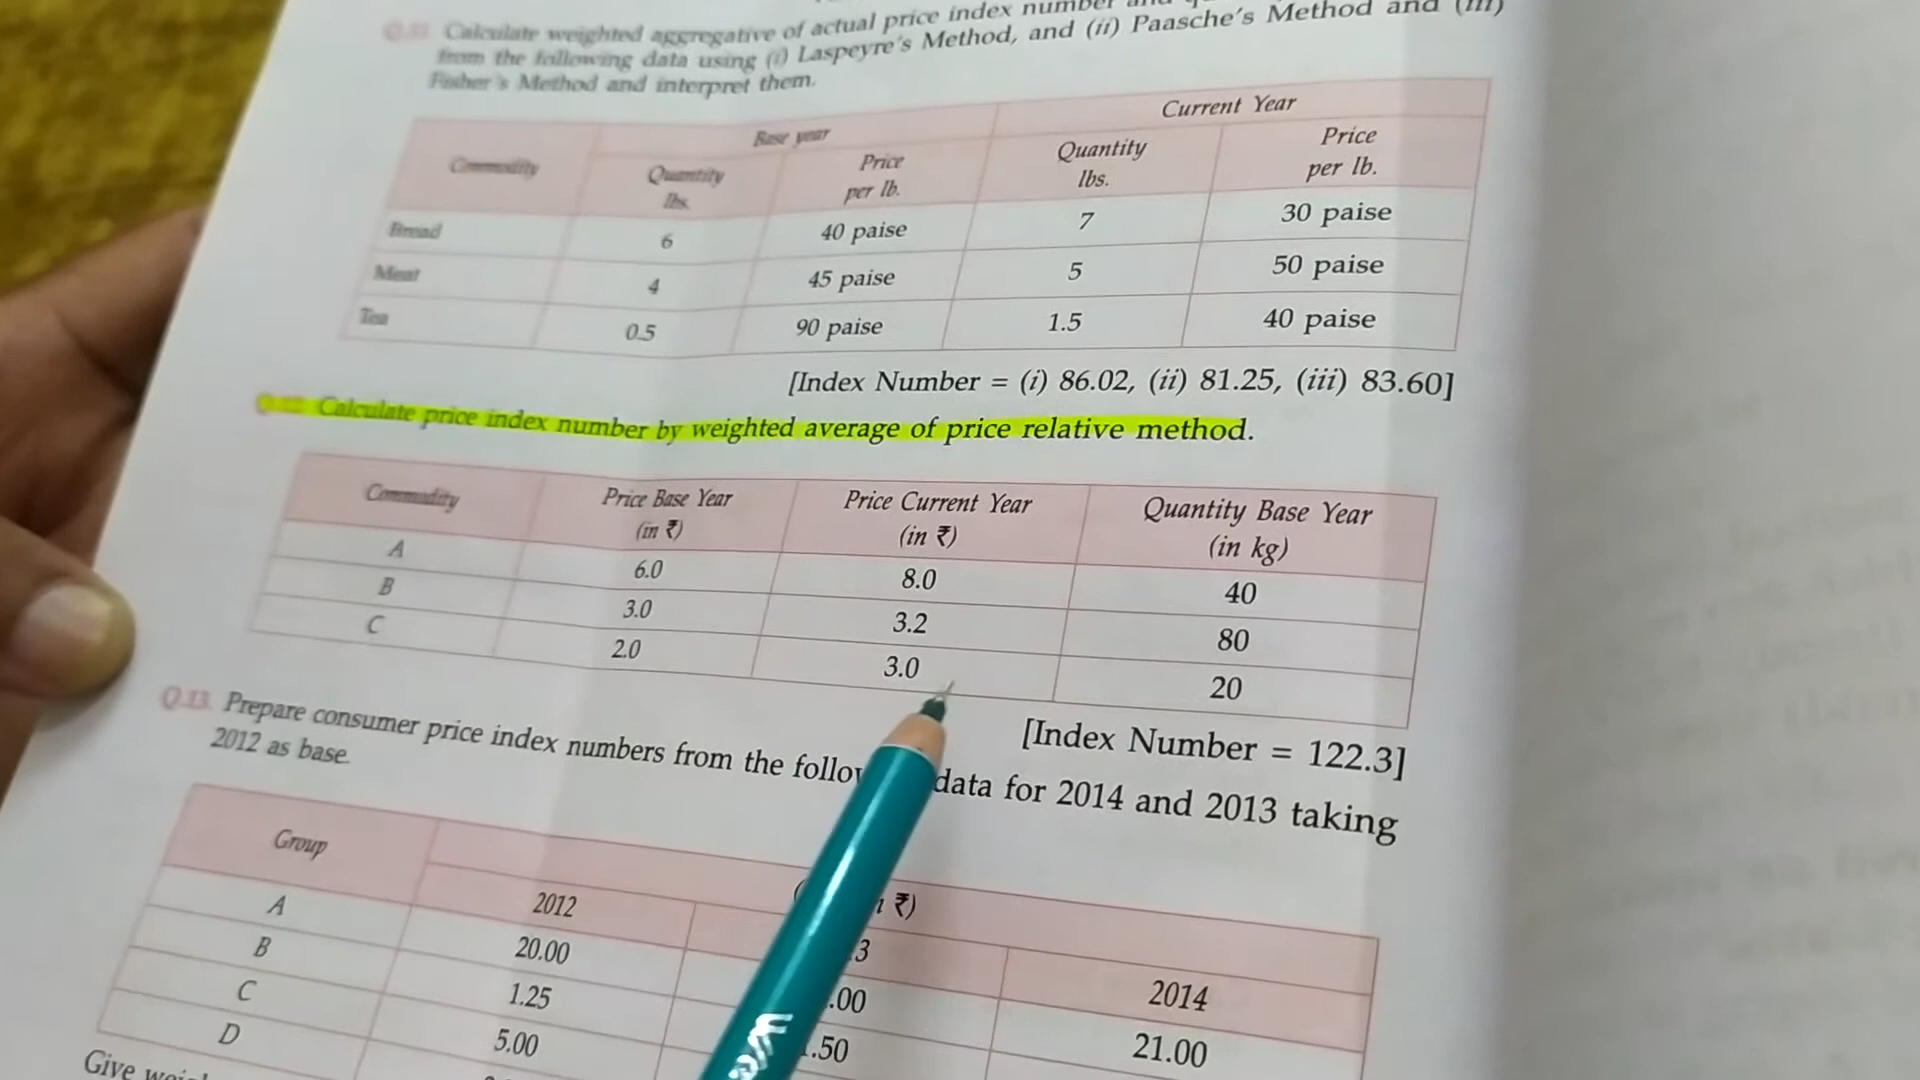 Q.11 Calculate weighted aggregative of actual price index number and
from the following data using (i) Laspeyre's Method, and (ii) Paasche's Method and (iii)
Fisher's Method and interpret them.
Commodity Base year Current Year
Quantity lbs. Price per lb. Quantity lbs. Price per lb.
Bread 6 40 paise 7 30 paise
Meat 4 45 paise 5 50 paise
Tea 0.5 90 paise 1.5 40 paise
[Index Number = (i) 86.02, (ii) 81.25, (iii) 83.60]
Calculate price index number by weighted average of price relative method.
Commodity Price Base Year (in ₹) Price Current Year (in ₹) Quantity Base Year (in kg)
A 6.0 8.0 40
B 3.0 3.2 80
C 2.0 3.0 20
[Index Number = 122.3]
Q.13 Prepare consumer price index numbers from the data for 2014 and 2013 taking
2012 as base.
Group ₹)
2012 3 2014
A 20.00 .00 21.00
B 1.25 .50
C 5.00
D
Give